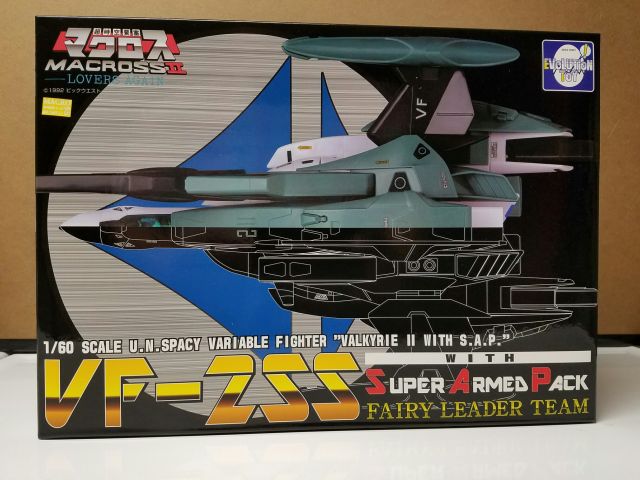 超時空要塞
マクロス
MACROSS II
LOVERS AGAIN
©1992 ビックウエスト
EVOLUTION
TOY
VF
1/60 SCALE U.N.SPACY VARIABLE FIGHTER "VALKYRIE II WITH S.A.P."
WITH
VF-2SS
SUPER ARMED PACK
FAIRY LEADER TEAM